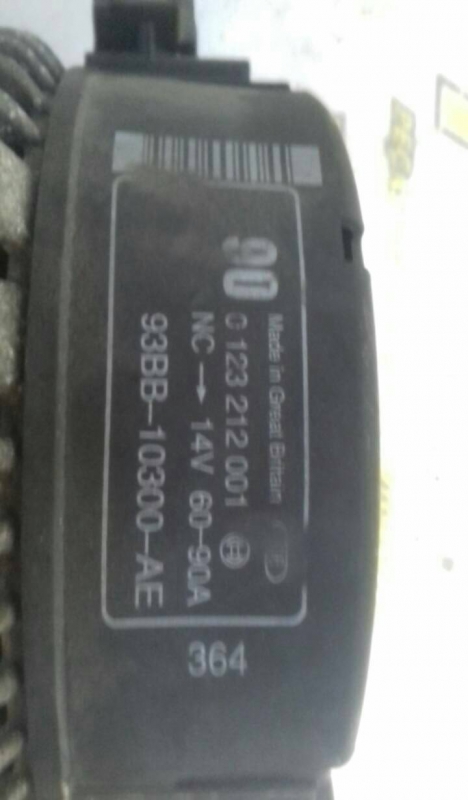 Made in Great Britain
90
0 123 212 001
NC → 14V 60-90A
93BB-10300-AE
364